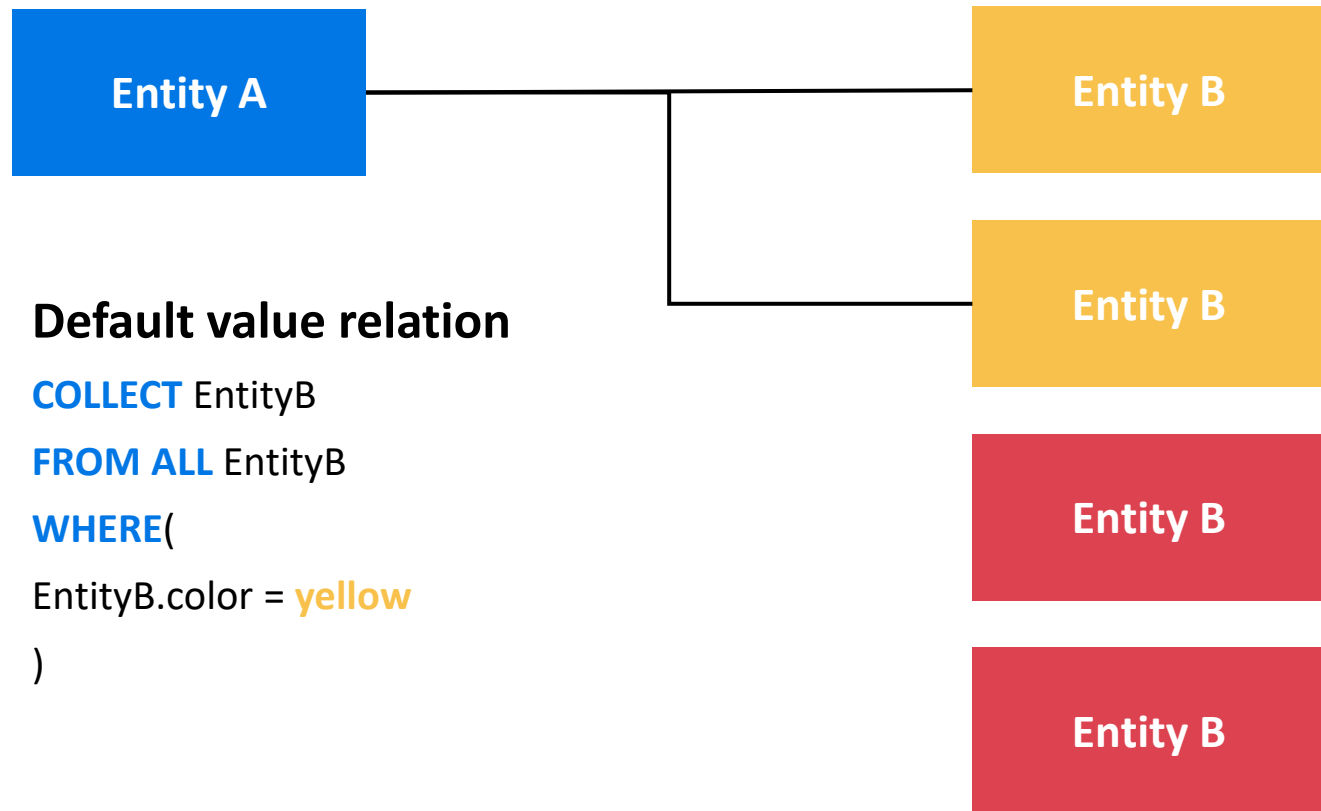 Entity A
Entity B
Entity B
Default value relation
COLLECT EntityB
FROM ALL EntityB
WHERE(
EntityB.color = yellow
)
Entity B
Entity B